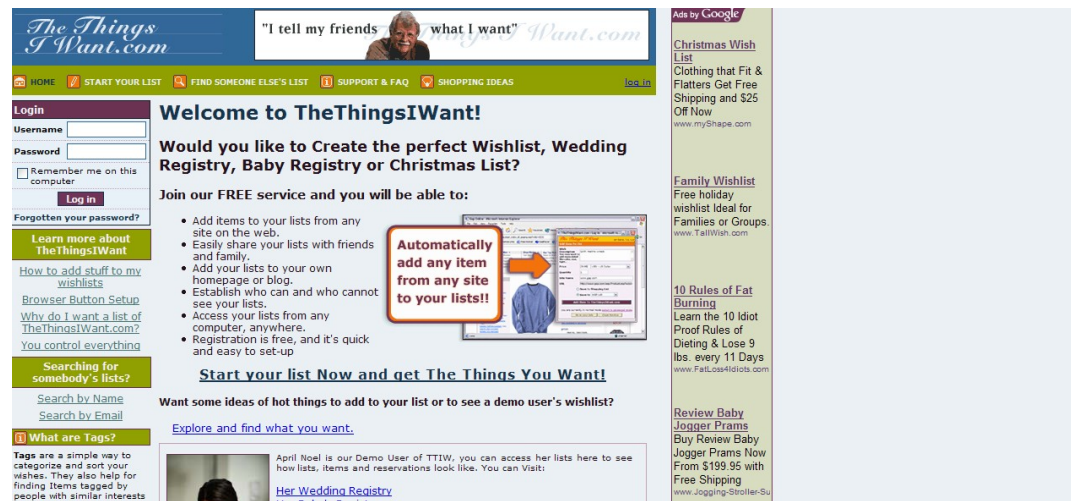 The Things
I Want.com
"I tell my friends what I want"
HOME START YOUR LIST FIND SOMEONE ELSE'S LIST SUPPORT & FAQ SHOPPING IDEAS log in
Login
Username
Password
Remember me on this
computer
Log in
Forgotten your password?
Learn more about
TheThingsIWant
How to add stuff to my
wishlists
Browser Button Setup
Why do I want a list of
TheThingsIWant.com?
You control everything
Searching for
somebody's lists?
Search by Name
Search by Email
What are Tags?
Tags are a simple way to
categorize and sort your
wishes. They also help for
finding Items tagged by
people with similar interests
Welcome to TheThingsIWant!
Would you like to Create the perfect Wishlist, Wedding
Registry, Baby Registry or Christmas List?
Join our FREE service and you will be able to:
• Add items to your lists from any
site on the web.
• Easily share your lists with friends
and family.
• Add your lists to your own
homepage or blog.
• Establish who can and who cannot
see your lists.
• Access your lists from any
computer, anywhere.
• Registration is free, and it's quick
and easy to set-up
Automatically
add any item
from any site
to your lists!!
Start your list Now and get The Things You Want!
Want some ideas of hot things to add to your list or to see a demo user's wishlist?
Explore and find what you want.
April Noel is our Demo User of TTIW, you can access her lists here to see
how lists, items and reservations look like. You can Visit:
Her Wedding Registry
Ads by Google
Christmas Wish
List
Clothing that Fit &
Flatters Get Free
Shipping and $25
Off Now
www.myShape.com
Family Wishlist
Free holiday
wishlist Ideal for
Families or Groups.
www.TallWish.com
10 Rules of Fat
Burning
Learn the 10 Idiot
Proof Rules of
Dieting & Lose 9
lbs. every 11 Days
www.FatLoss4Idiots.com
Review Baby
Jogger Prams
Buy Review Baby
Jogger Prams Now
From $199.95 with
Free Shipping
www.Jogging-Stroller-Su